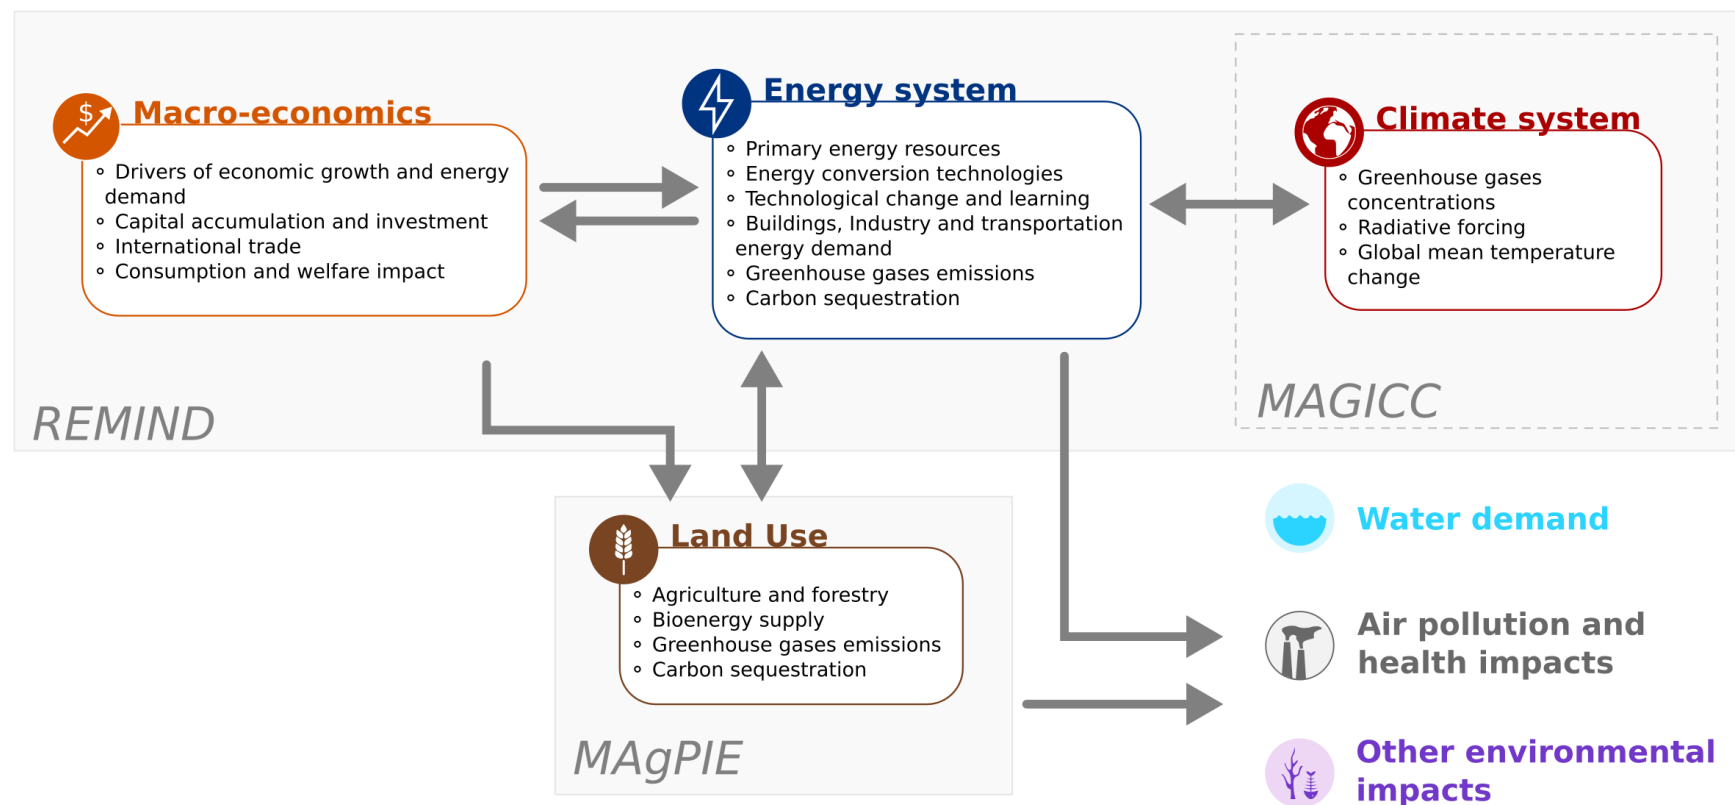 Macro-economics
$
∘ Drivers of economic growth and energy
demand
∘ Capital accumulation and investment
∘ International trade
∘ Consumption and welfare impact
Energy system
∘ Primary energy resources
∘ Energy conversion technologies
∘ Technological change and learning
∘ Buildings, Industry and transportation
energy demand
∘ Greenhouse gases emissions
∘ Carbon sequestration
Climate system
∘ Greenhouse gases
concentrations
∘ Radiative forcing
∘ Global mean temperature
change
REMIND
MAGICC
Land Use
∘ Agriculture and forestry
∘ Bioenergy supply
∘ Greenhouse gases emissions
∘ Carbon sequestration
MAgPIE
Water demand
Air pollution and
health impacts
Other environmental
impacts